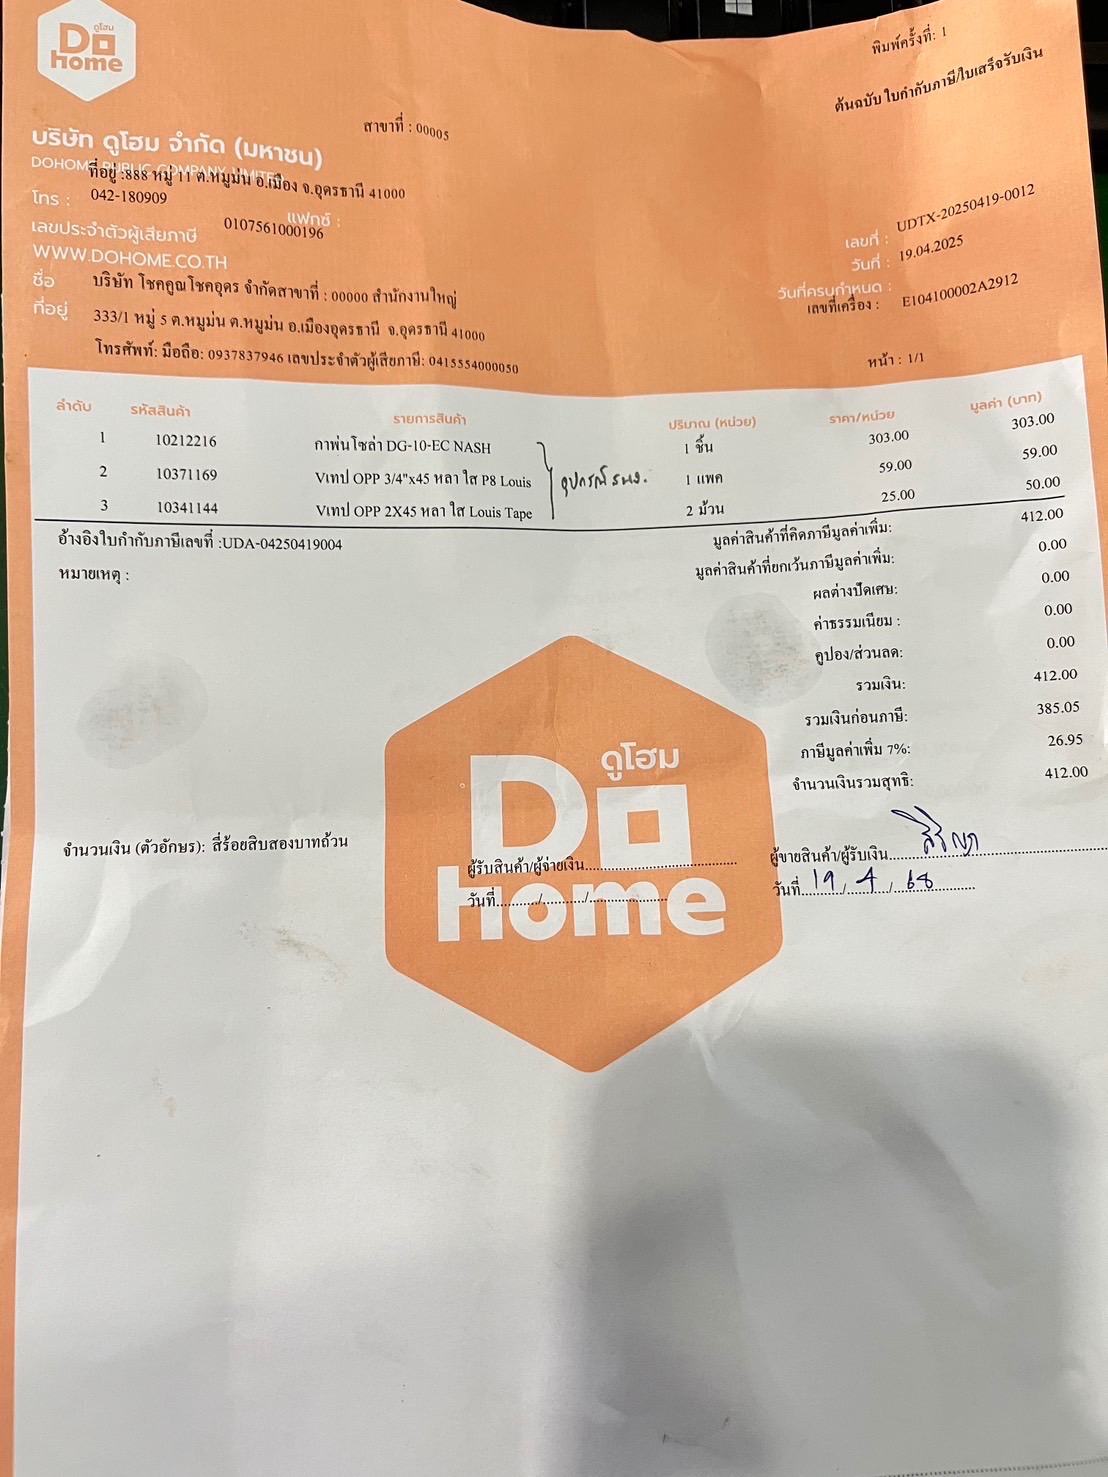 ดูโฮม
Do
home
พิมพ์ครั้งที่: 1
ต้นฉบับ ใบกำกับภาษี/ใบเสร็จรับเงิน
สาขาที่ : 00005
บริษัท ดูโฮม จำกัด (มหาชน)
DOHOME PUBLIC COMPANY LIMITED
ที่อยู่ :888 หมู่ 11 ต.หมูม่น อ.เมือง จ.อุดรธานี 41000
โทร : 042-180909
แฟกซ์ :
เลขประจำตัวผู้เสียภาษี 0107561000196
WWW.DOHOME.CO.TH
เลขที่ : UDTX-20250419-0012
วันที่ : 19.04.2025
วันที่ครบกำหนด :
เลขที่เครื่อง : E104100002A2912
ชื่อ บริษัท โชคคูณโชคอุดร จำกัดสาขาที่ : 00000 สำนักงานใหญ่
ที่อยู่ 333/1 หมู่ 5 ต.หมูม่น ต.หมูม่น อ.เมืองอุดรธานี จ.อุดรธานี 41000
โทรศัพท์: มือถือ: 0937837946 เลขประจำตัวผู้เสียภาษี: 0415554000050
หน้า : 1/1
ลำดับ รหัสสินค้า รายการสินค้า ปริมาณ (หน่วย) ราคา/หน่วย มูลค่า (บาท)
1 10212216 กาพ่นโซล่า DG-10-EC NASH 1 ชิ้น 303.00 303.00
2 10371169 Vเทป OPP 3/4"x45 หลา ใส P8 Louis 1 แพค 59.00 59.00
3 10341144 Vเทป OPP 2X45 หลา ใส Louis Tape 2 ม้วน 25.00 50.00
อุปกรณ์
อ้างอิงใบกำกับภาษีเลขที่ :UDA-04250419004
หมายเหตุ :
มูลค่าสินค้าที่คิดภาษีมูลค่าเพิ่ม: 412.00
มูลค่าสินค้าที่ยกเว้นภาษีมูลค่าเพิ่ม: 0.00
ผลต่างปัดเศษ: 0.00
ค่าธรรมเนียม : 0.00
คูปอง/ส่วนลด: 0.00
รวมเงิน: 412.00
รวมเงินก่อนภาษี: 385.05
ภาษีมูลค่าเพิ่ม 7%: 26.95
จำนวนเงินรวมสุทธิ: 412.00
ดูโฮม
Do
home
จำนวนเงิน (ตัวอักษร): สี่ร้อยสิบสองบาทถ้วน
ผู้รับสินค้า/ผู้จ่ายเงิน
วันที่............/............/............
ผู้ขายสินค้า/ผู้รับเงิน
วันที่ 19 / 4 / 68